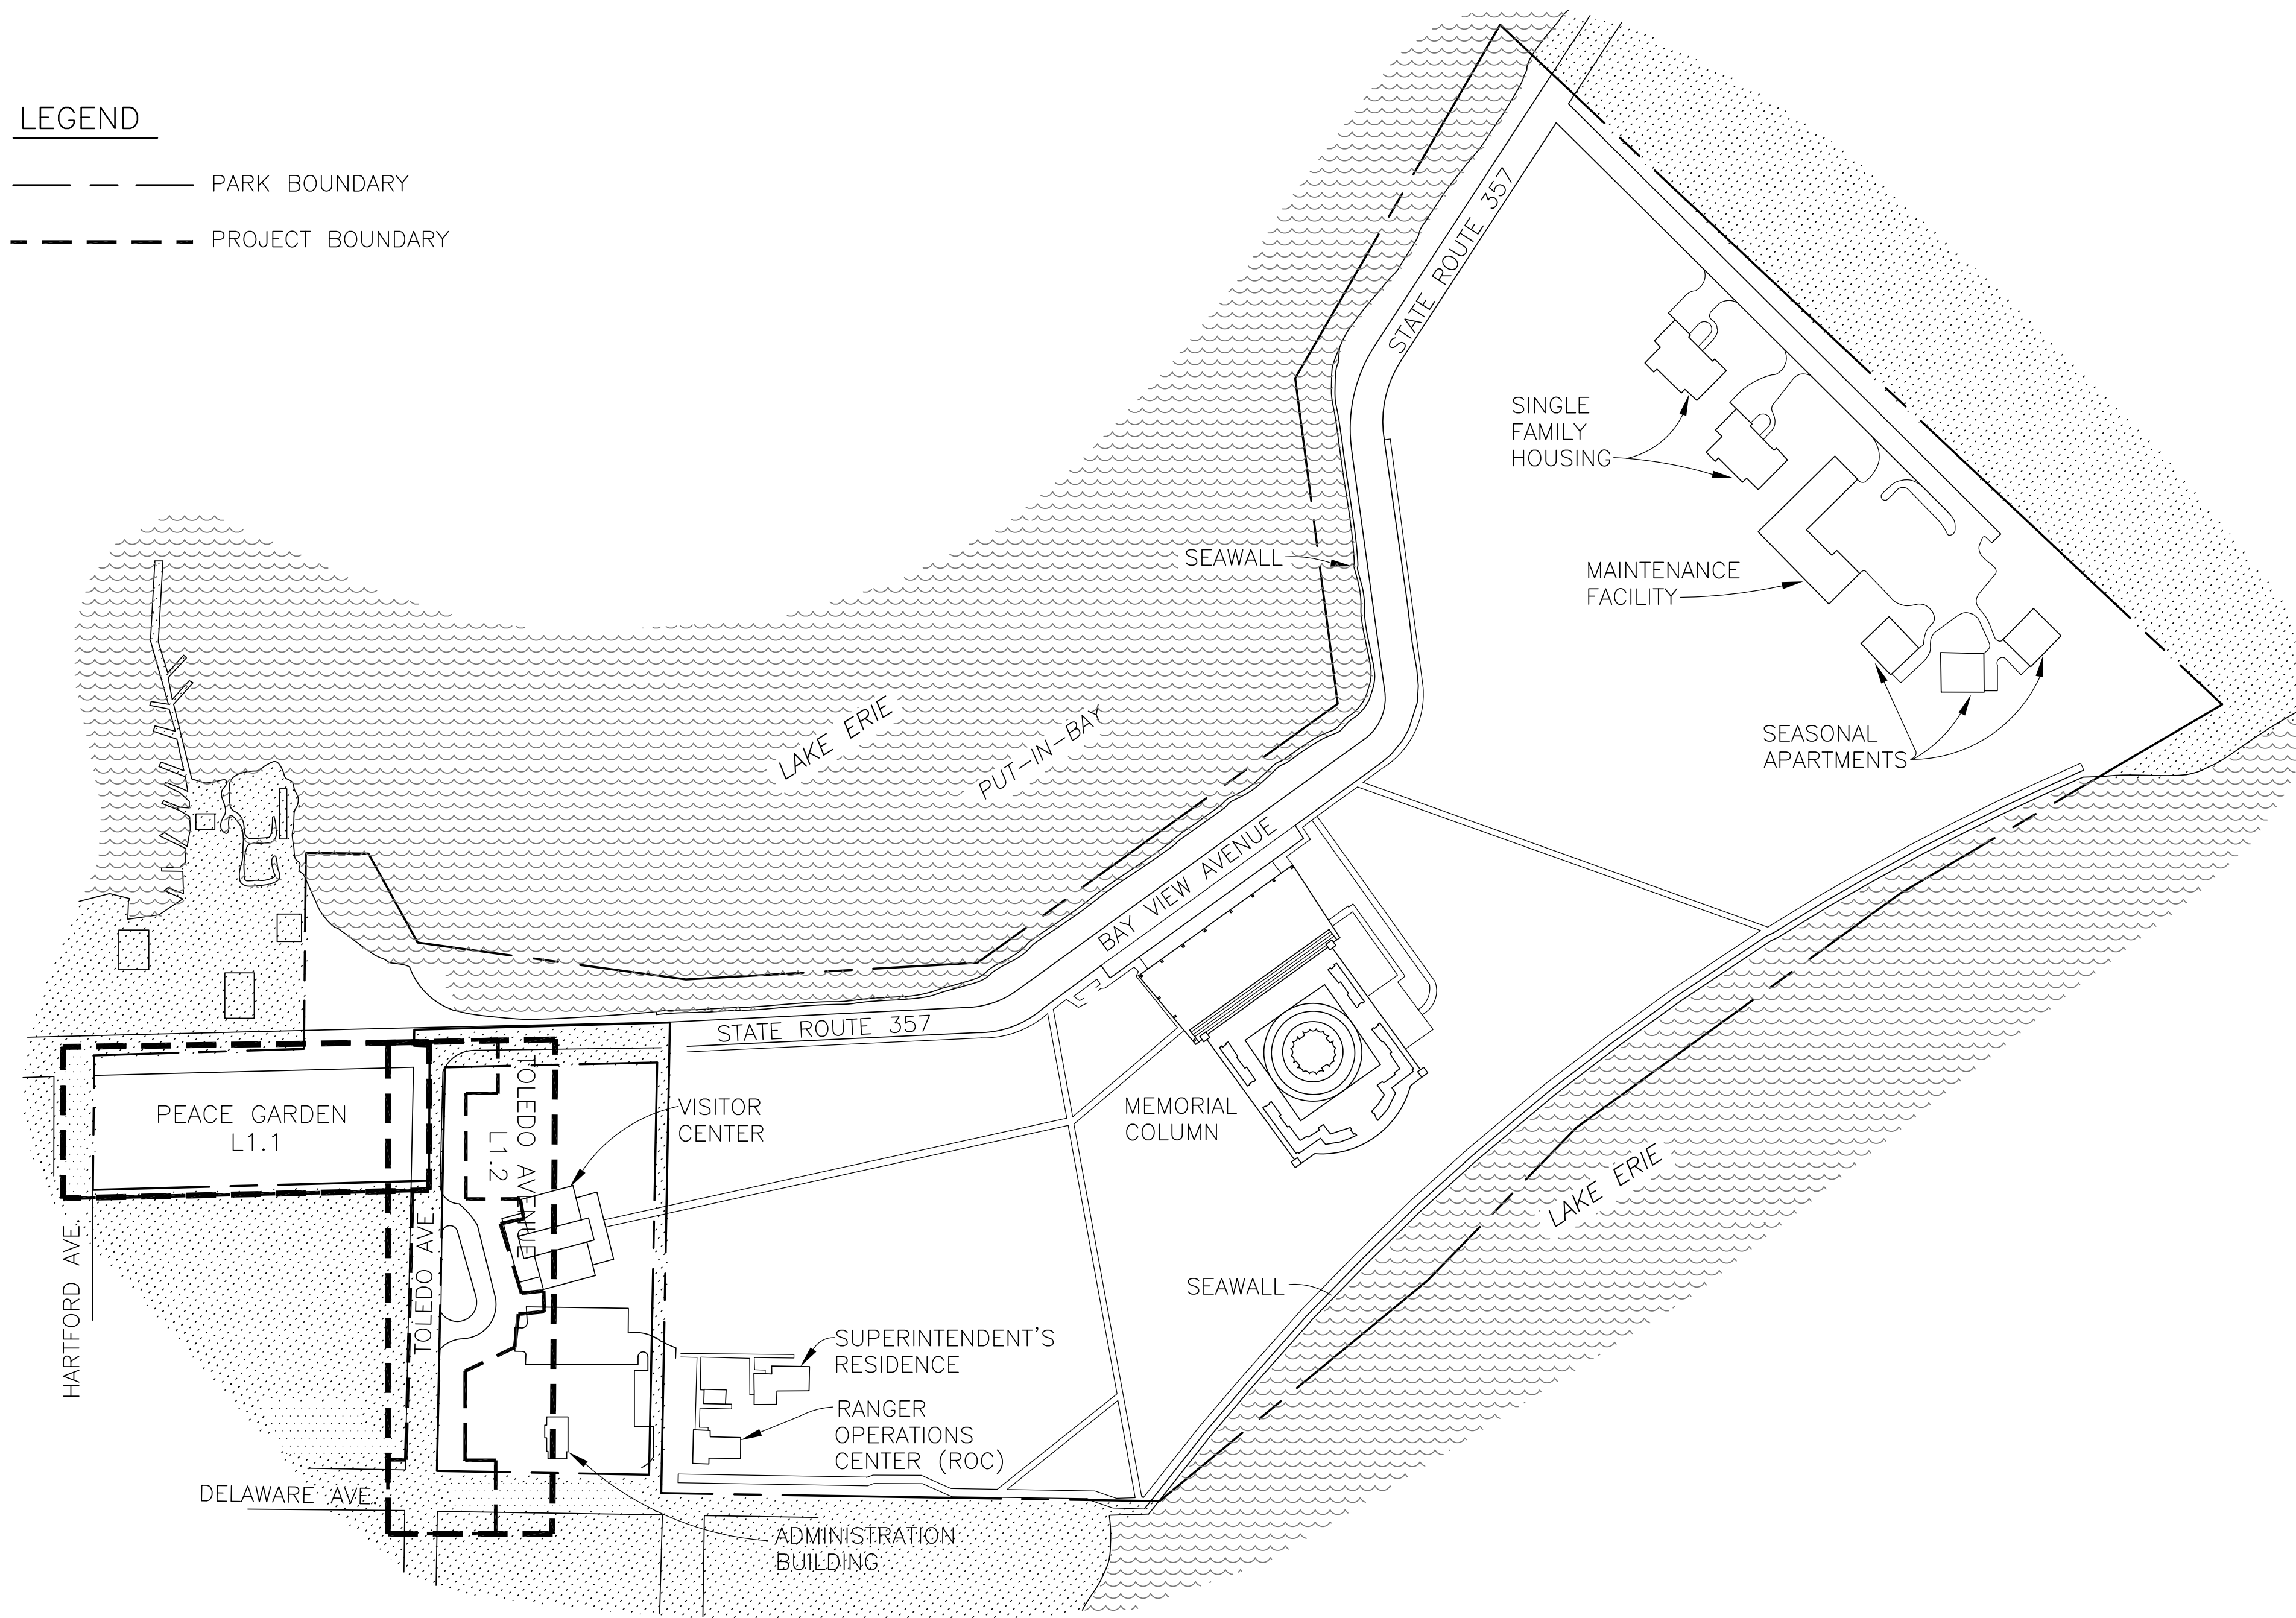 LEGEND
PARK BOUNDARY
PROJECT BOUNDARY
STATE ROUTE 357
SINGLE
FAMILY
HOUSING
SEAWALL
MAINTENANCE
FACILITY
SEASONAL
APARTMENTS
LAKE ERIE
PUT-IN-BAY
BAY VIEW AVENUE
STATE ROUTE 357
PEACE GARDEN
L1.1
TOLEDO AVENUE
L1.2
VISITOR
CENTER
MEMORIAL
COLUMN
LAKE ERIE
HARTFORD AVE.
TOLEDO AVE.
SEAWALL
SUPERINTENDENT'S
RESIDENCE
RANGER
OPERATIONS
CENTER (ROC)
DELAWARE AVE.
ADMINISTRATION
BUILDING